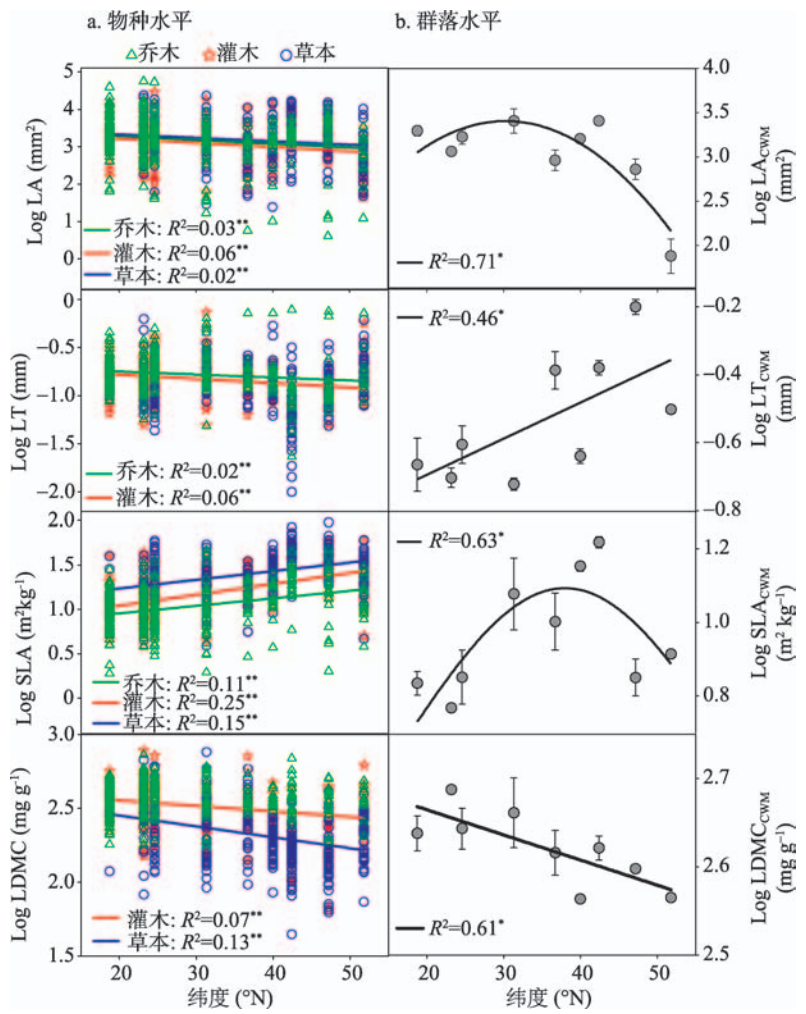 a. 物种水平
b. 群落水平
乔木 灌木 草本
Log LA (mm²)
5
4
3
2
1
0
乔木: R²=0.03**
灌木: R²=0.06**
草本: R²=0.02**
R²=0.71*
4.0
3.5
3.0
2.5
2.0
Log LA_CWM
(mm²)
Log LT (mm)
0
−0.5
−1.0
−1.5
−2.0
乔木: R²=0.02**
灌木: R²=0.06**
R²=0.46*
−0.2
−0.4
−0.6
−0.8
Log LT_CWM
(mm)
Log SLA (m²kg⁻¹)
2.0
1.5
1.0
0.5
0
乔木: R²=0.11**
灌木: R²=0.25**
草本: R²=0.15**
R²=0.63*
1.2
1.0
0.8
Log SLA_CWM
(m² kg⁻¹)
Log LDMC (mg g⁻¹)
3.0
2.5
2.0
1.5
灌木: R²=0.07**
草本: R²=0.13**
R²=0.61*
2.7
2.6
2.5
Log LDMC_CWM
(mg g⁻¹)
20 30 40 50
20 30 40 50
纬度 (°N)
纬度 (°N)